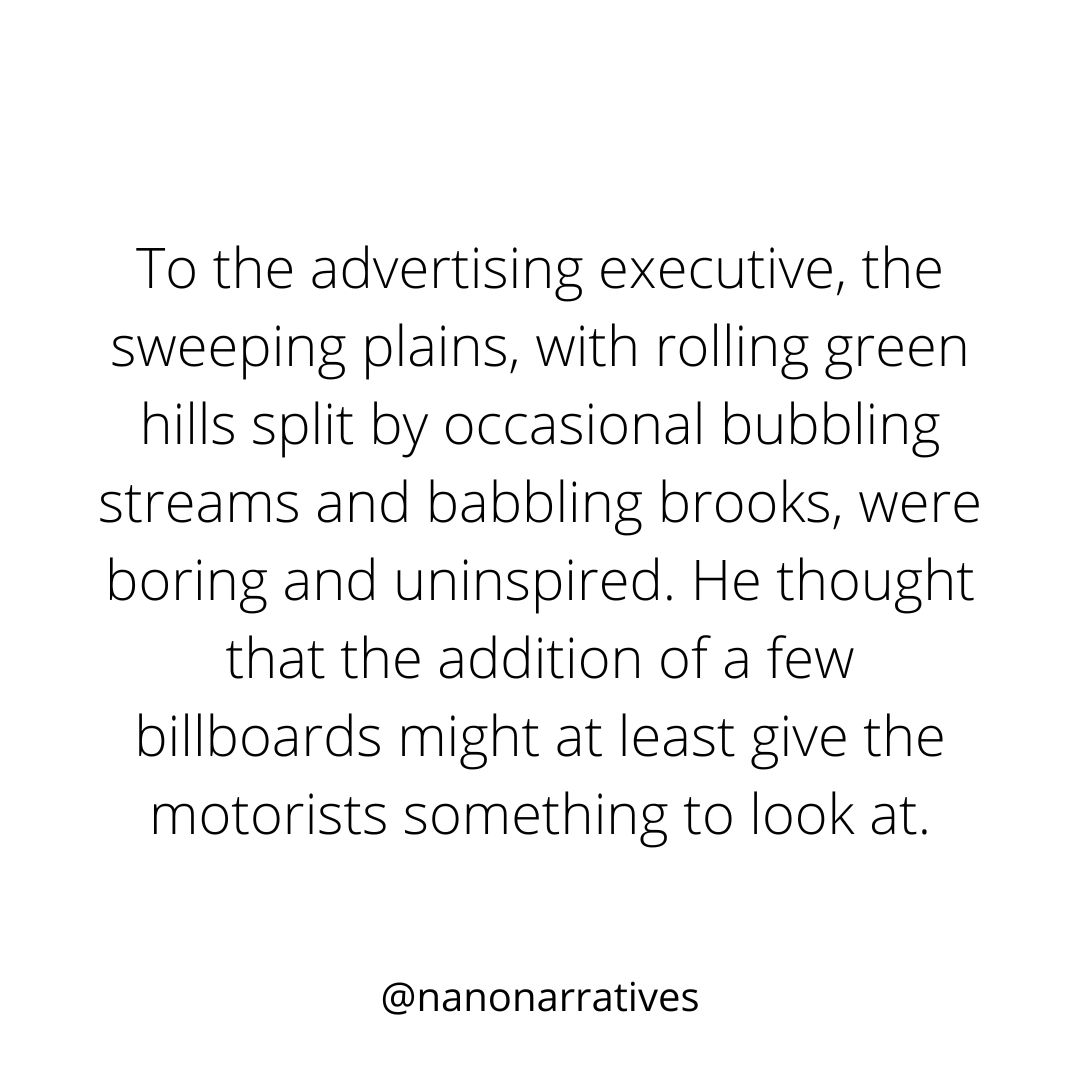 To the advertising executive, the
sweeping plains, with rolling green
hills split by occasional bubbling
streams and babbling brooks, were
boring and uninspired. He thought
that the addition of a few
billboards might at least give the
motorists something to look at.
@nanonarratives